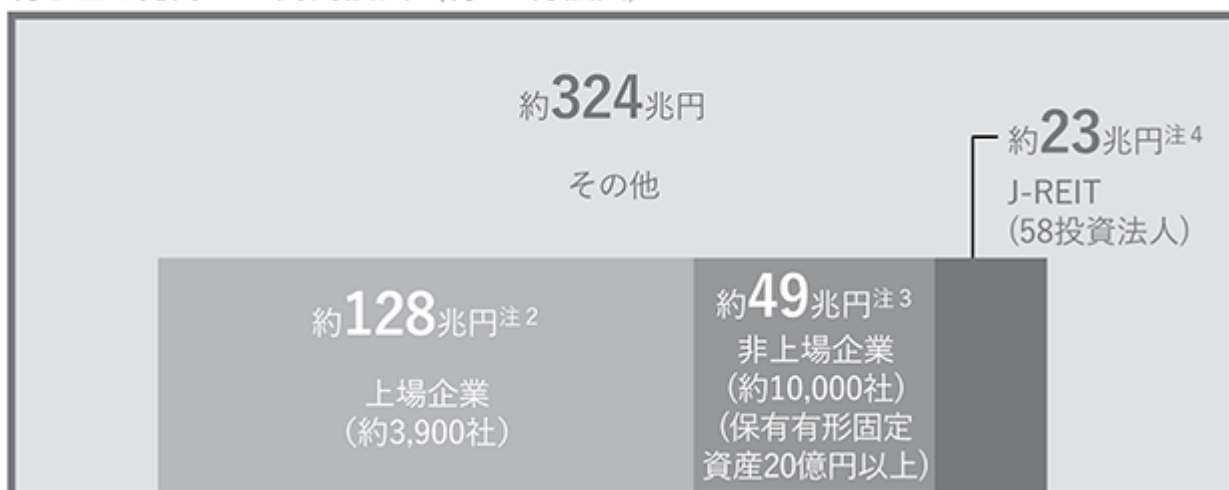 約324兆円
その他
約23兆円注4
J-REIT
(58投資法人)
約128兆円注2
上場企業
(約3,900社)
約49兆円注3
非上場企業
(約10,000社)
(保有有形固定
資産20億円以上)